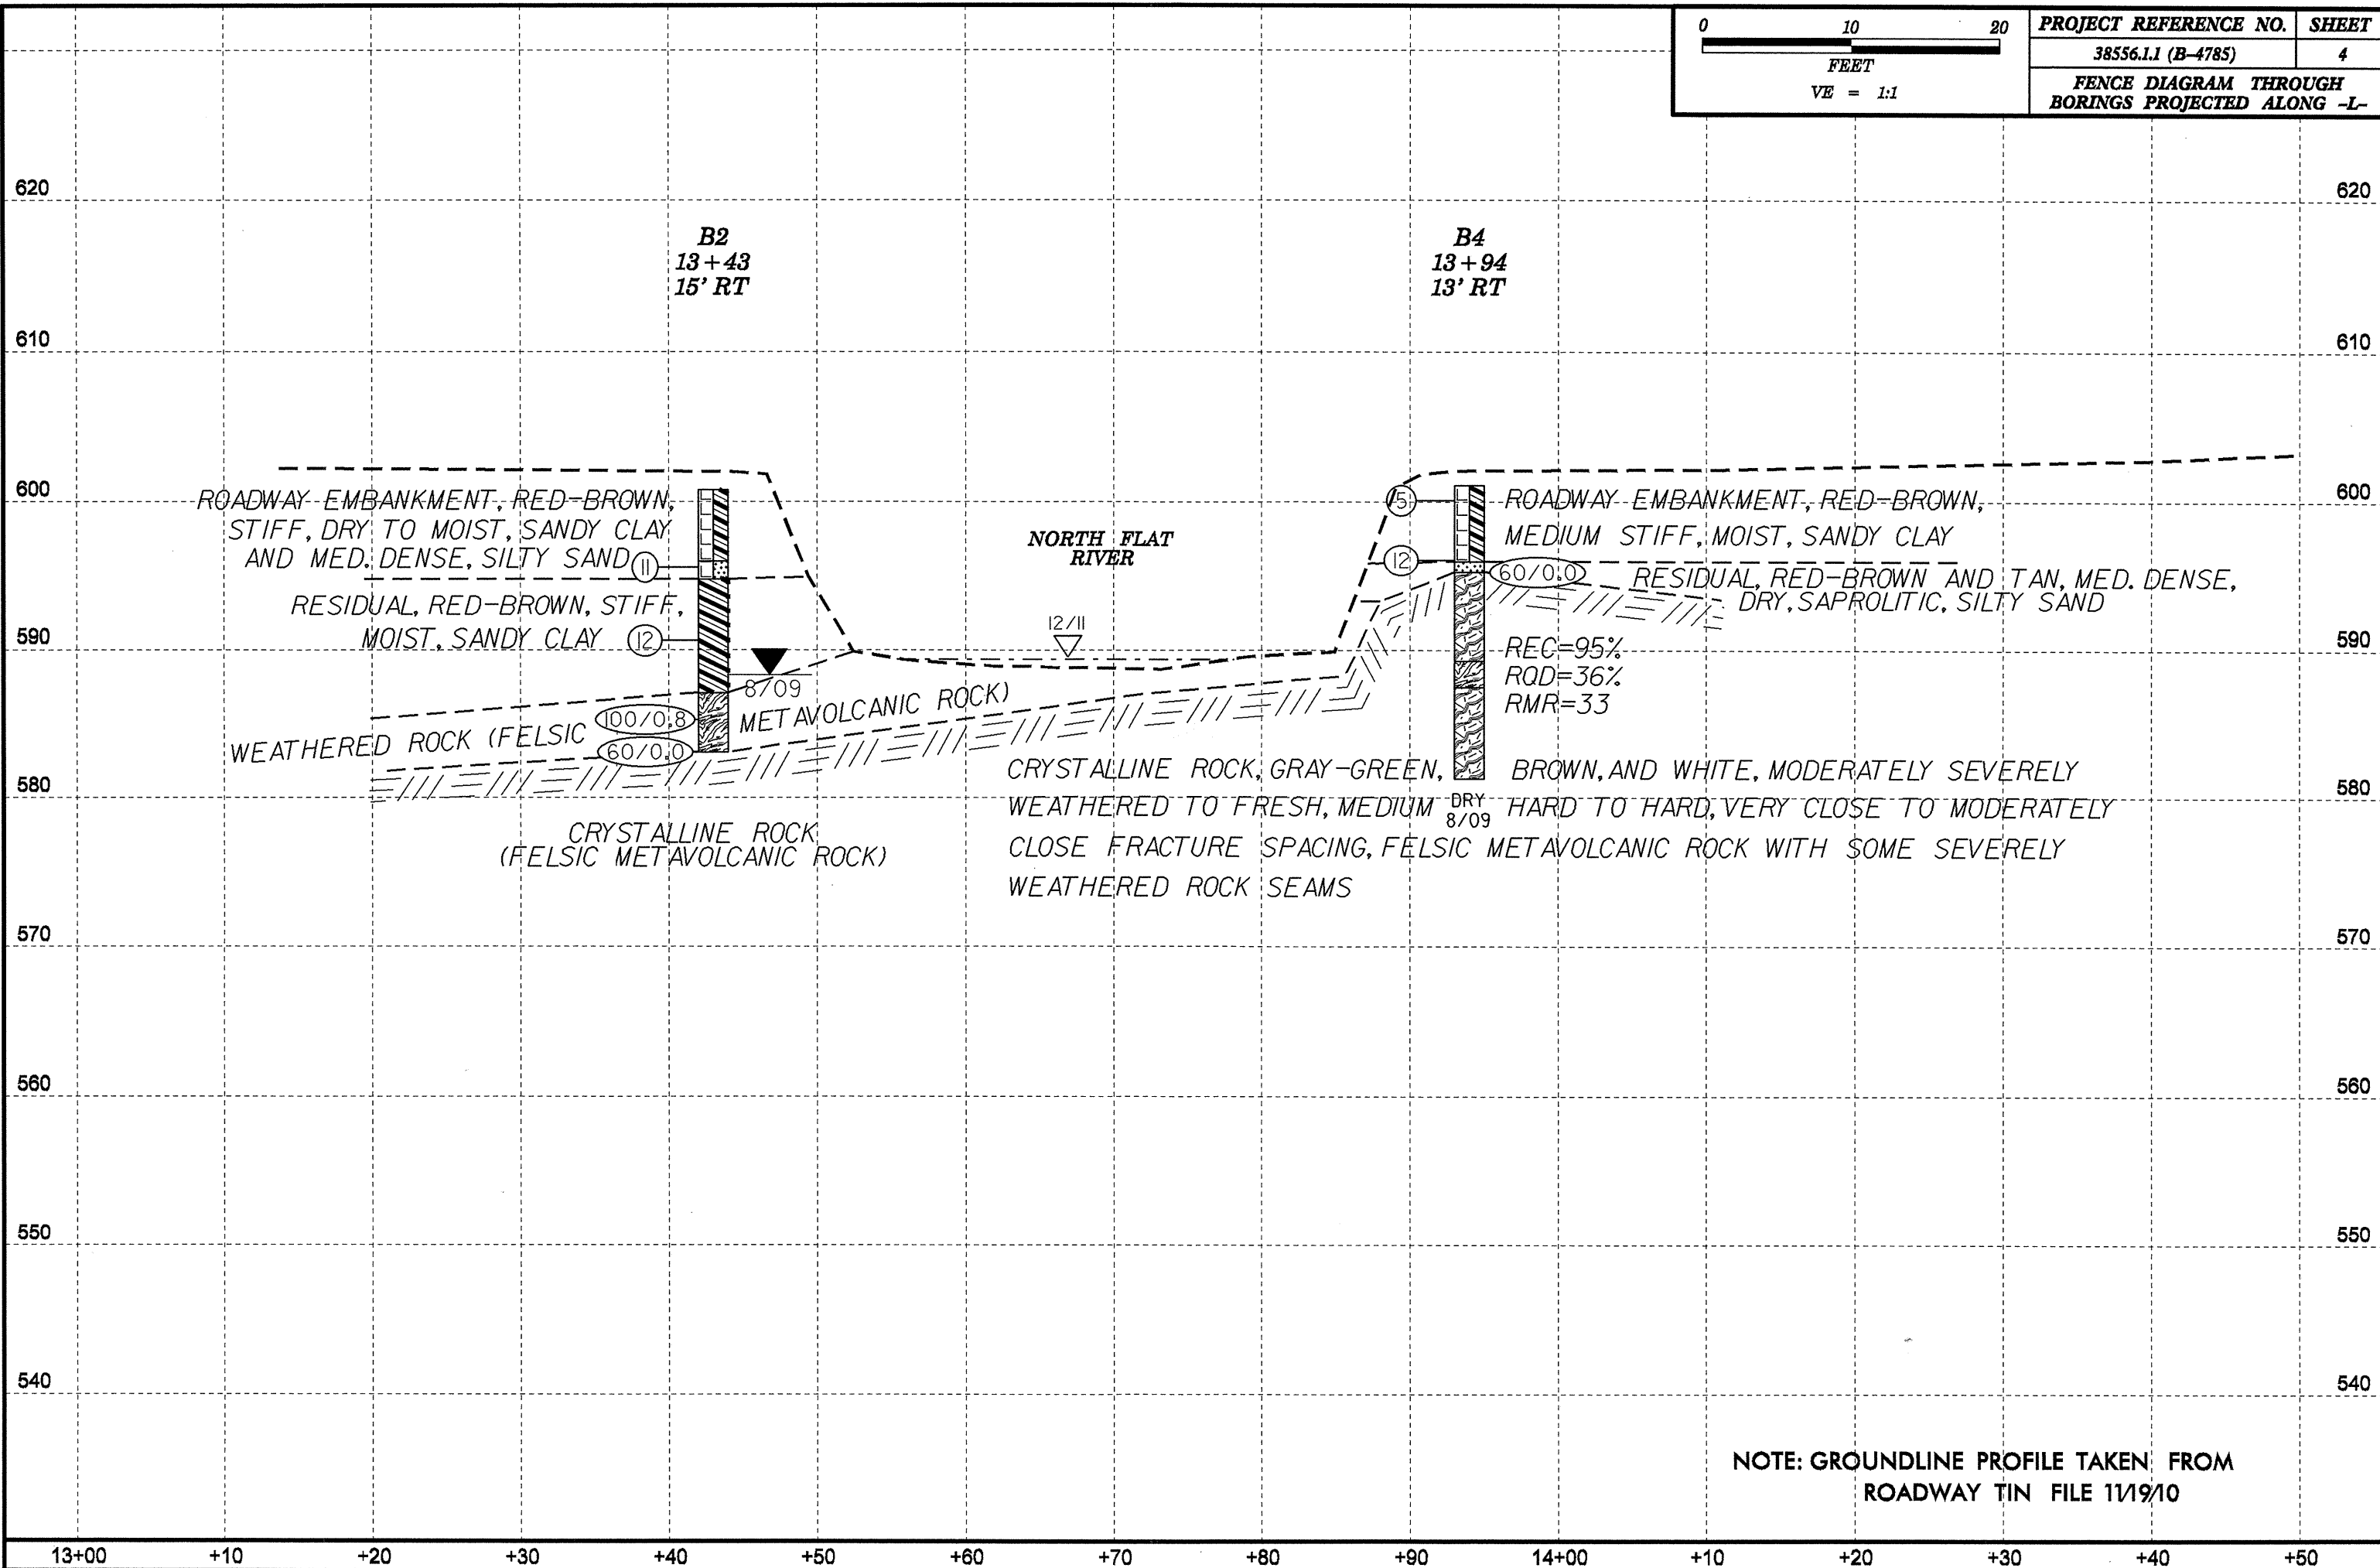 0 10 20
FEET
VE = 1:1
PROJECT REFERENCE NO. SHEET
38556.1.1 (B-4785) 4
FENCE DIAGRAM THROUGH
BORINGS PROJECTED ALONG -L-
620 620
B2
13+43
15' RT
B4
13+94
13' RT
610 610
600 600
ROADWAY EMBANKMENT, RED-BROWN,
STIFF, DRY TO MOIST, SANDY CLAY
AND MED. DENSE, SILTY SAND 11
RESIDUAL, RED-BROWN, STIFF,
MOIST, SANDY CLAY 12
NORTH FLAT
RIVER
12/11
5 ROADWAY EMBANKMENT, RED-BROWN,
MEDIUM STIFF, MOIST, SANDY CLAY
12
60/0.0 RESIDUAL, RED-BROWN AND TAN, MED. DENSE,
DRY, SAPROLITIC, SILTY SAND
590 590
REC=95%
RQD=36%
RMR=33
8/09
100/0.8
WEATHERED ROCK (FELSIC METAVOLCANIC ROCK)
60/0.0
580 580
CRYSTALLINE ROCK
(FELSIC METAVOLCANIC ROCK)
CRYSTALLINE ROCK, GRAY-GREEN, BROWN, AND WHITE, MODERATELY SEVERELY
WEATHERED TO FRESH, MEDIUM HARD TO HARD, VERY CLOSE TO MODERATELY
CLOSE FRACTURE SPACING, FELSIC METAVOLCANIC ROCK WITH SOME SEVERELY
WEATHERED ROCK SEAMS
DRY
8/09
570 570
560 560
550 550
540 540
NOTE: GROUNDLINE PROFILE TAKEN FROM
ROADWAY TIN FILE 11/19/10
13+00 +10 +20 +30 +40 +50 +60 +70 +80 +90 14+00 +10 +20 +30 +40 +50